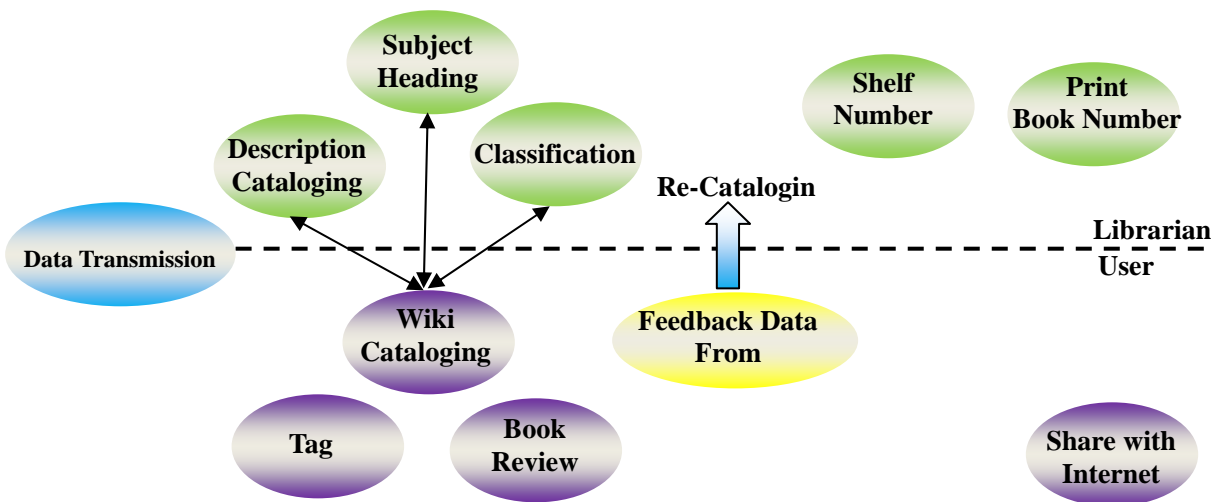 Subject
Heading
Shelf
Number
Print
Book Number
Description
Cataloging
Classification
Re-Catalogin
Data Transmission
Librarian
User
Wiki
Cataloging
Feedback Data
From
Tag
Book
Review
Share with
Internet